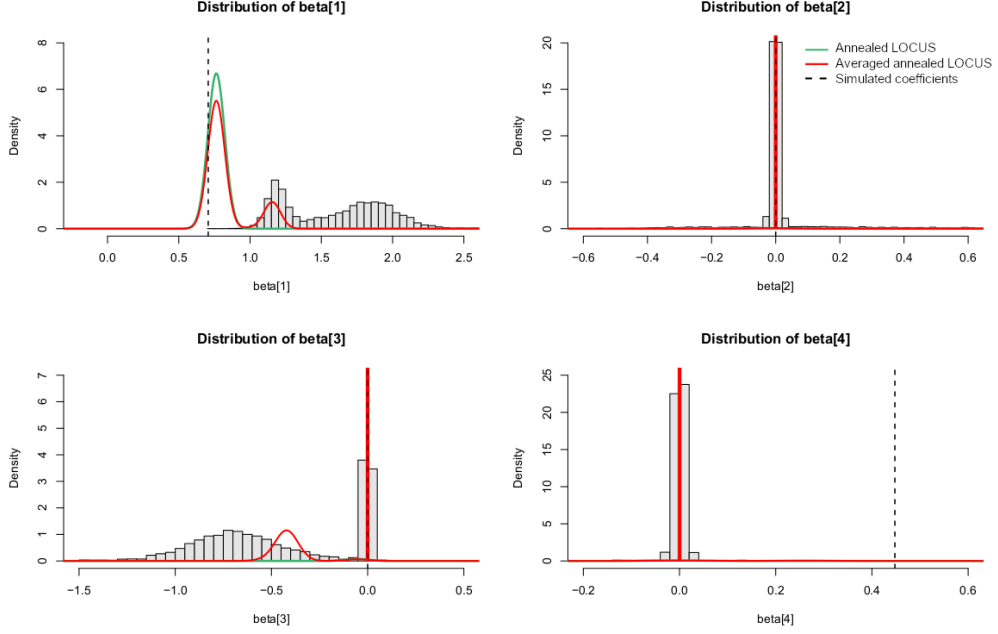 Distribution of beta[1]
Density
0 2 4 6 8
0.0 0.5 1.0 1.5 2.0 2.5
beta[1]
Distribution of beta[2]
Density
0 5 10 15 20
−0.6 −0.4 −0.2 0.0 0.2 0.4 0.6
beta[2]
Annealed LOCUS
Averaged annealed LOCUS
Simulated coefficients
Distribution of beta[3]
Density
0 1 2 3 4 5 6 7
−1.5 −1.0 −0.5 0.0 0.5
beta[3]
Distribution of beta[4]
Density
0 5 10 15 20 25
−0.2 0.0 0.2 0.4 0.6
beta[4]